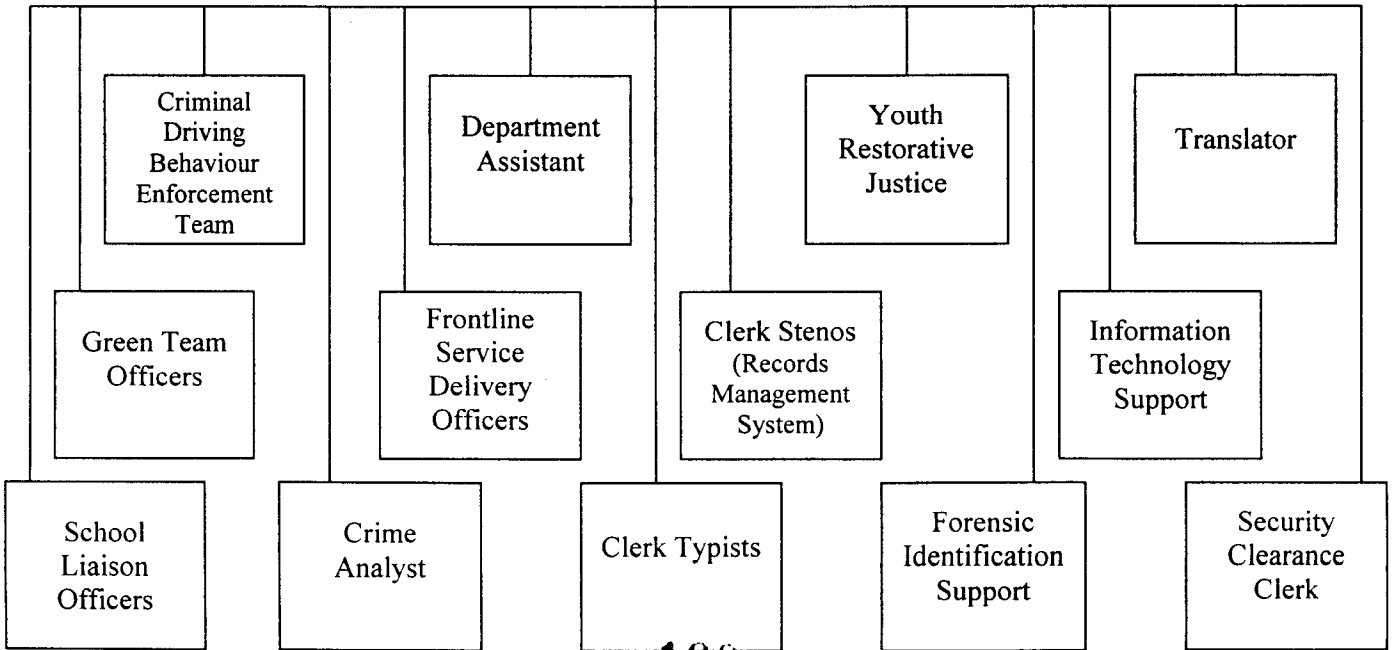 Criminal
Driving
Behaviour
Enforcement
Team
Department
Assistant
Youth
Restorative
Justice
Translator
Green Team
Officers
Frontline
Service
Delivery
Officers
Clerk Stenos
(Records
Management
System)
Information
Technology
Support
School
Liaison
Officers
Crime
Analyst
Clerk Typists
Forensic
Identification
Support
Security
Clearance
Clerk